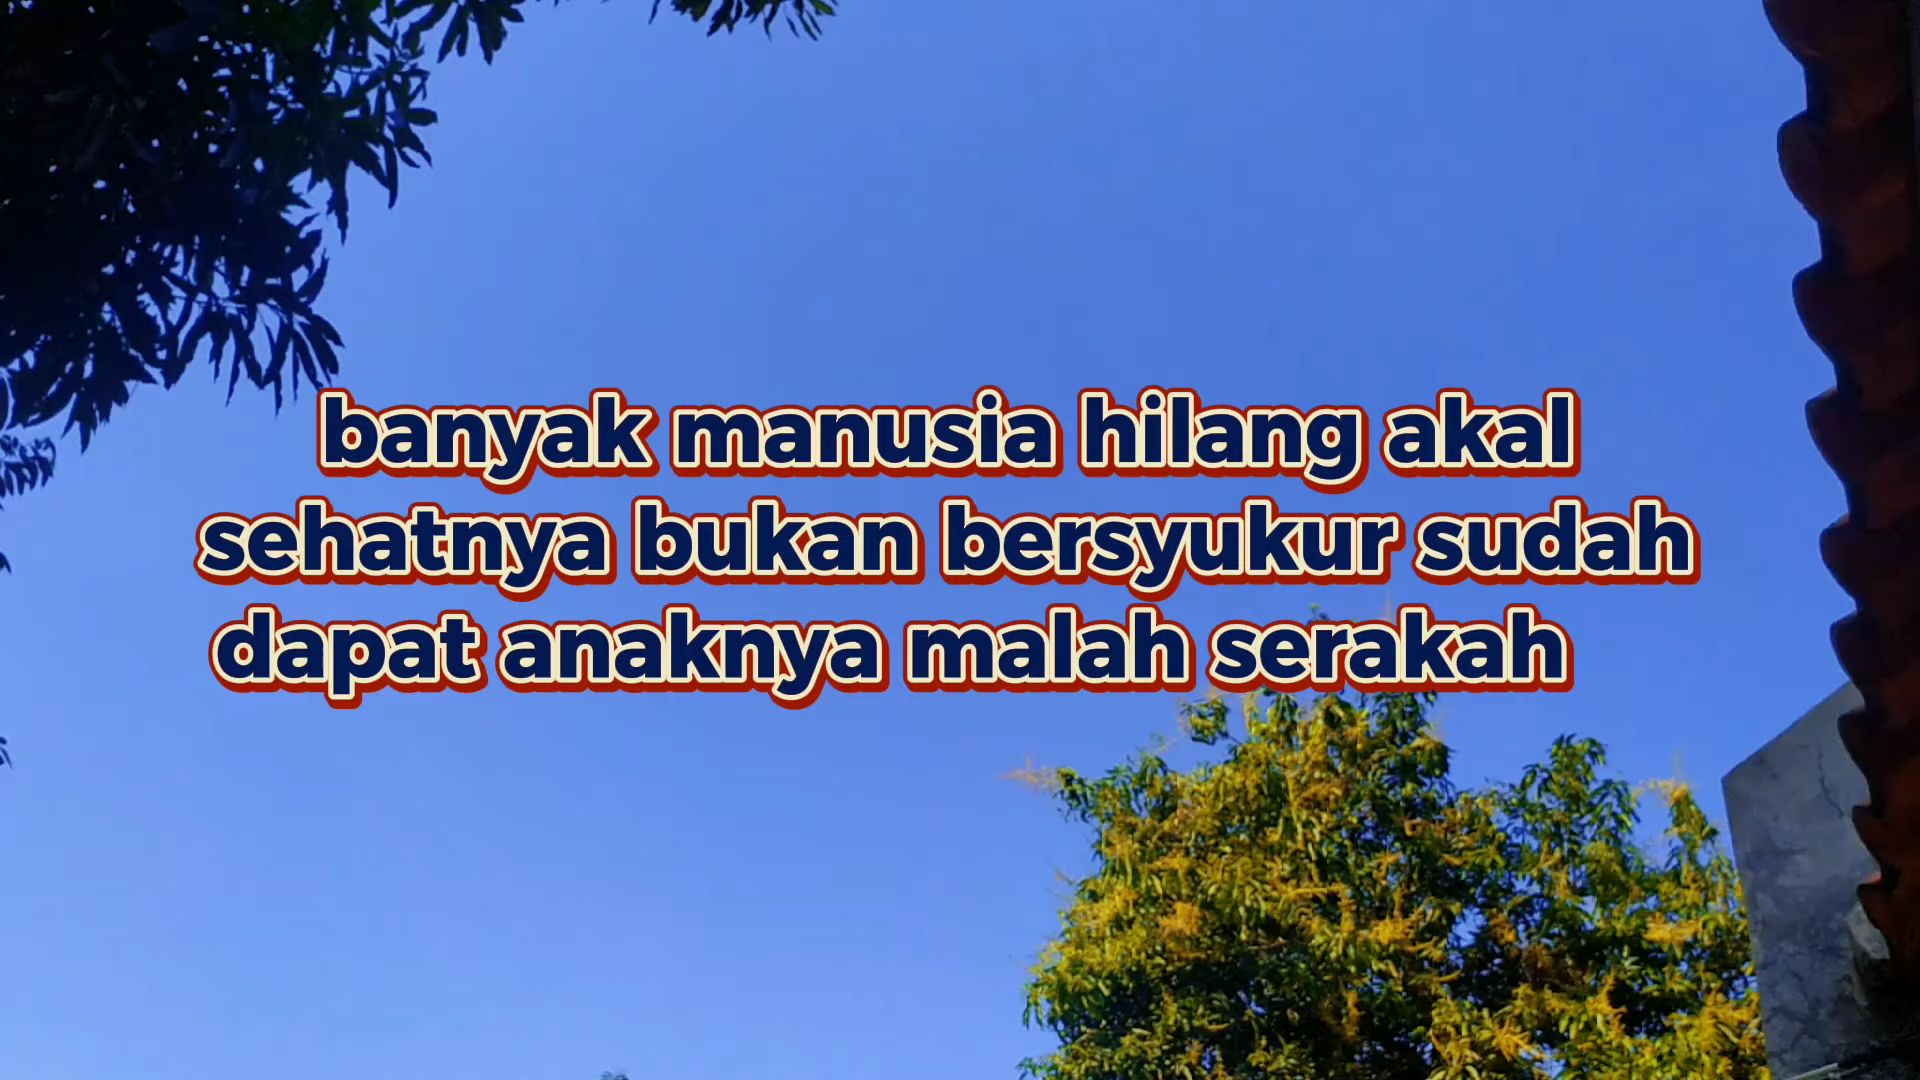 banyak manusia hilang akal
sehatnya bukan bersyukur sudah
dapat anaknya malah serakah